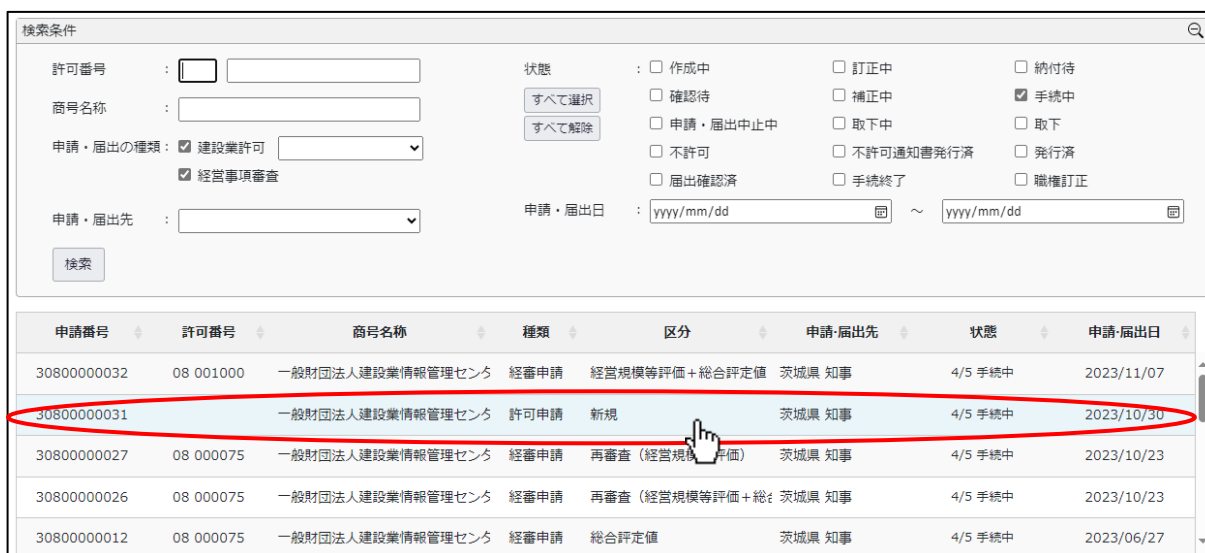 検索条件
許可番号 :
商号名称 :
申請・届出の種類 : 建設業許可
経営事項審査
申請・届出先 :
検索
状態 : 作成中 訂正中 納付待
すべて選択 確認待 補正中 手続中
すべて解除 申請・届出中止中 取下中 取下
不許可 不許可通知書発行済 発行済
届出確認済 手続終了 職権訂正
申請・届出日 : yyyy/mm/dd ～ yyyy/mm/dd
申請番号 許可番号 商号名称 種類 区分 申請・届出先 状態 申請・届出日
30800000032 08 001000 一般財団法人建設業情報管理センタ 経審申請 経営規模等評価＋総合評定値 茨城県 知事 4/5 手続中 2023/11/07
30800000031 一般財団法人建設業情報管理センタ 許可申請 新規 茨城県 知事 4/5 手続中 2023/10/30
30800000027 08 000075 一般財団法人建設業情報管理センタ 経審申請 再審査（経営規模 評価） 茨城県 知事 4/5 手続中 2023/10/23
30800000026 08 000075 一般財団法人建設業情報管理センタ 経審申請 再審査（経営規模等評価＋総 茨城県 知事 4/5 手続中 2023/10/23
30800000012 08 000075 一般財団法人建設業情報管理センタ 経審申請 総合評定値 茨城県 知事 4/5 手続中 2023/06/27